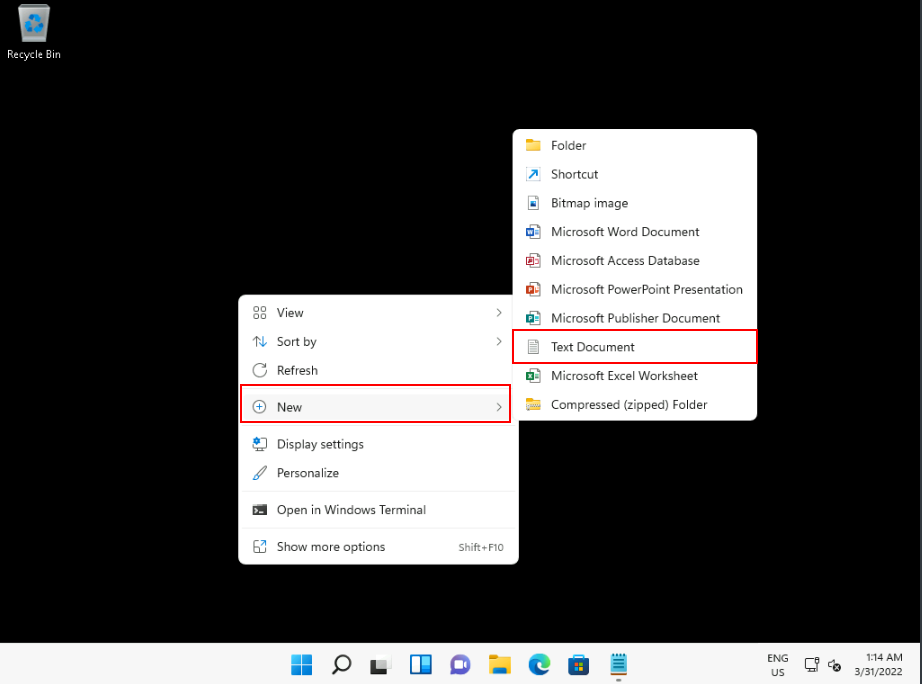 Recycle Bin
Folder
Shortcut
Bitmap image
Microsoft Word Document
Microsoft Access Database
Microsoft PowerPoint Presentation
Microsoft Publisher Document
Text Document
Microsoft Excel Worksheet
Compressed (zipped) Folder
View
Sort by
Refresh
New
Display settings
Personalize
Open in Windows Terminal
Show more options Shift+F10
ENG
US
1:14 AM
3/31/2022